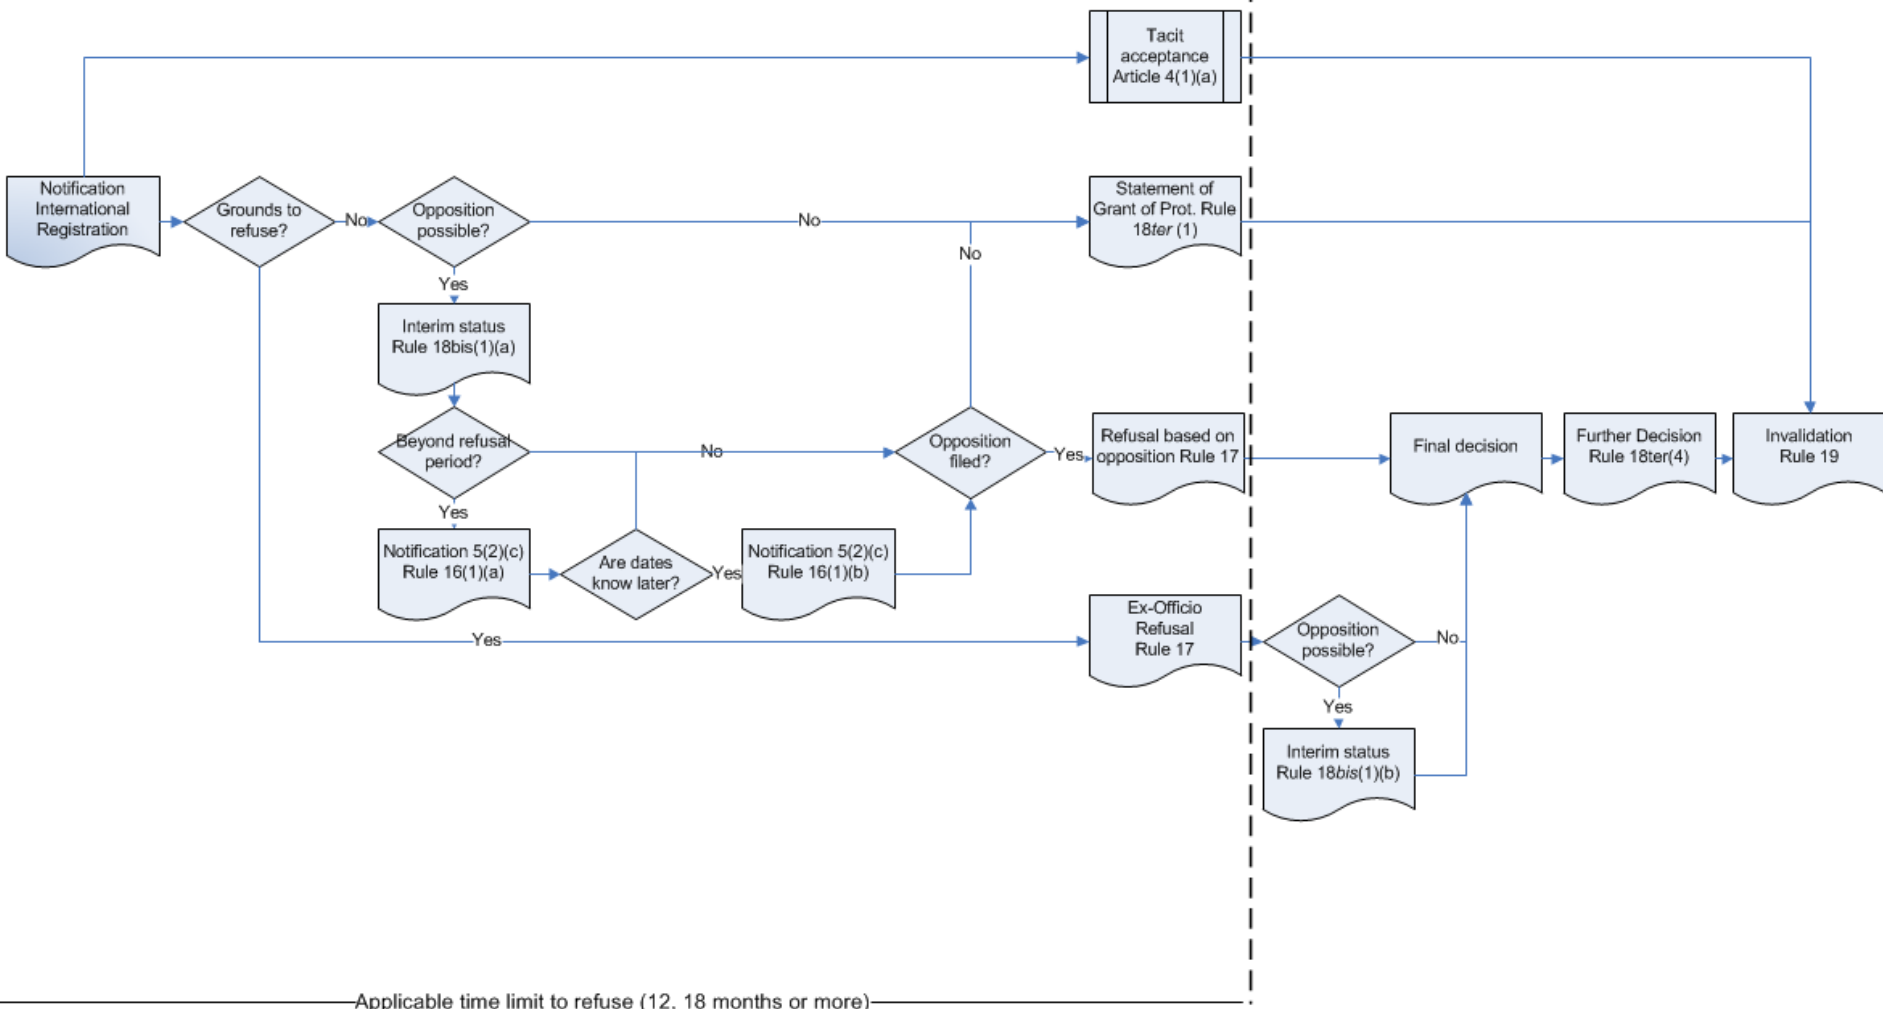 Tacit
acceptance
Article 4(1)(a)
Notification
International
Registration
Grounds to
refuse?
No
Opposition
possible?
No
Statement of
Grant of Prot. Rule
18ter (1)
No
Yes
Interim status
Rule 18bis(1)(a)
Beyond refusal
period?
No
Opposition
filed?
Yes
Refusal based on
opposition Rule 17
Final decision
Further Decision
Rule 18ter(4)
Invalidation
Rule 19
Yes
Notification 5(2)(c)
Rule 16(1)(a)
Are dates
know later?
Yes
Notification 5(2)(c)
Rule 16(1)(b)
Yes
Ex-Officio
Refusal
Rule 17
Opposition
possible?
No
Yes
Interim status
Rule 18bis(1)(b)
Applicable time limit to refuse (12, 18 months or more)